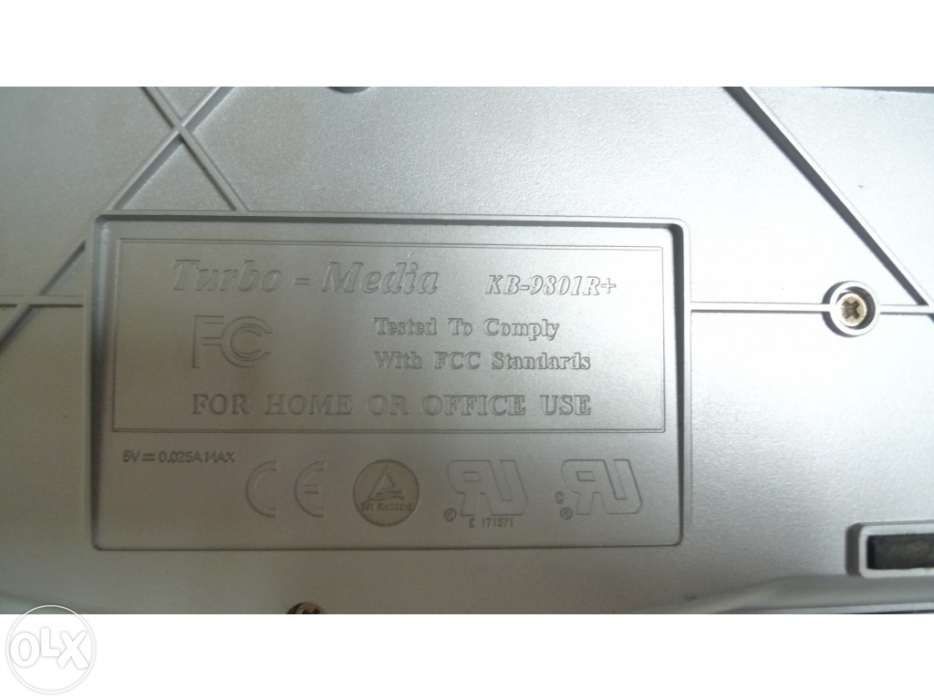 Turbo - Media KB-9801R+
FC Tested To Comply
With FCC Standards
FOR HOME OR OFFICE USE
5V⎓0.025A MAX
CE
E 171571
OLX